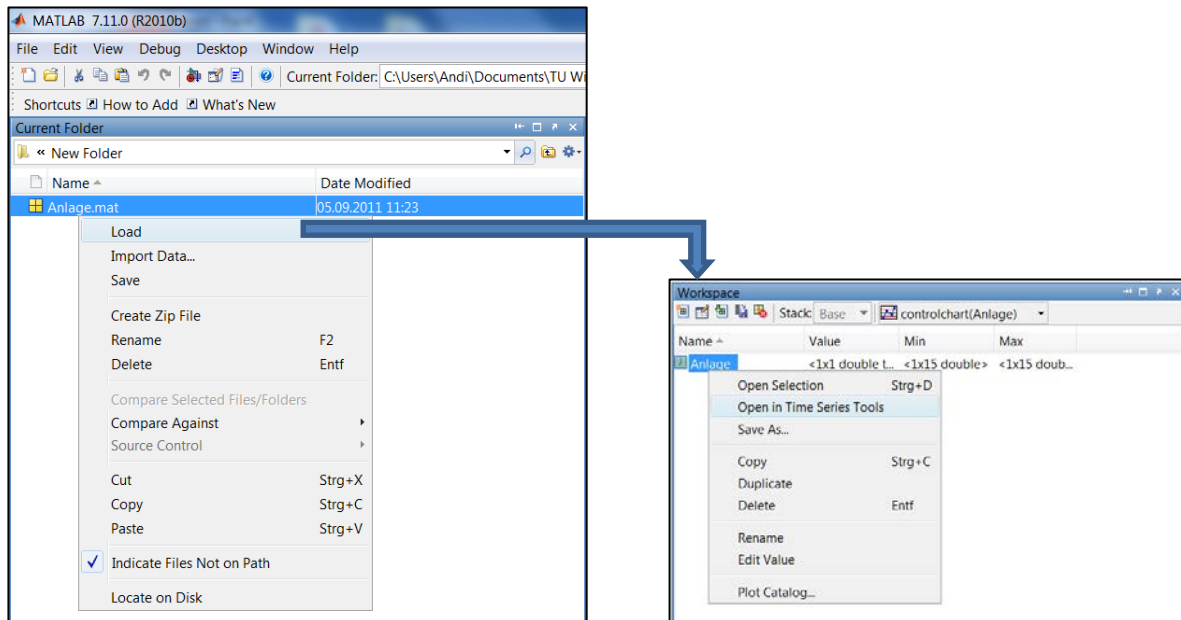 MATLAB 7.11.0 (R2010b)
File Edit View Debug Desktop Window Help
Current Folder: C:\Users\Andi\Documents\TU Wi
Shortcuts How to Add What's New
Current Folder
« New Folder
Name Date Modified
Anlage.mat 05.09.2011 11:23
Load
Import Data...
Save
Create Zip File
Rename F2
Delete Entf
Compare Selected Files/Folders
Compare Against
Source Control
Cut Strg+X
Copy Strg+C
Paste Strg+V
Indicate Files Not on Path
Locate on Disk
Workspace
Stack: Base controlchart(Anlage)
Name Value Min Max
Anlage <1x1 double t... <1x15 double> <1x15 doub...
Open Selection Strg+D
Open in Time Series Tools
Save As...
Copy Strg+C
Duplicate
Delete Entf
Rename
Edit Value
Plot Catalog...